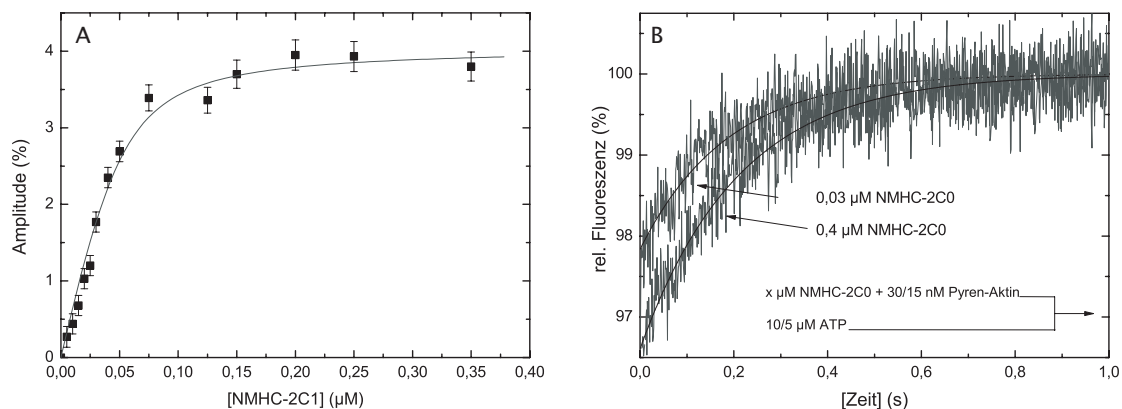 A
Amplitude (%)
4
3
2
1
0
0,00 0,05 0,10 0,15 0,20 0,25 0,30 0,35 0,40
[NMHC-2C1] (µM)
B
rel. Fluoreszenz (%)
100
99
98
97
0,03 µM NMHC-2C0
0,4 µM NMHC-2C0
x µM NMHC-2C0 + 30/15 nM Pyren-Aktin
10/5 µM ATP
0,0 0,2 0,4 0,6 0,8 1,0
[Zeit] (s)